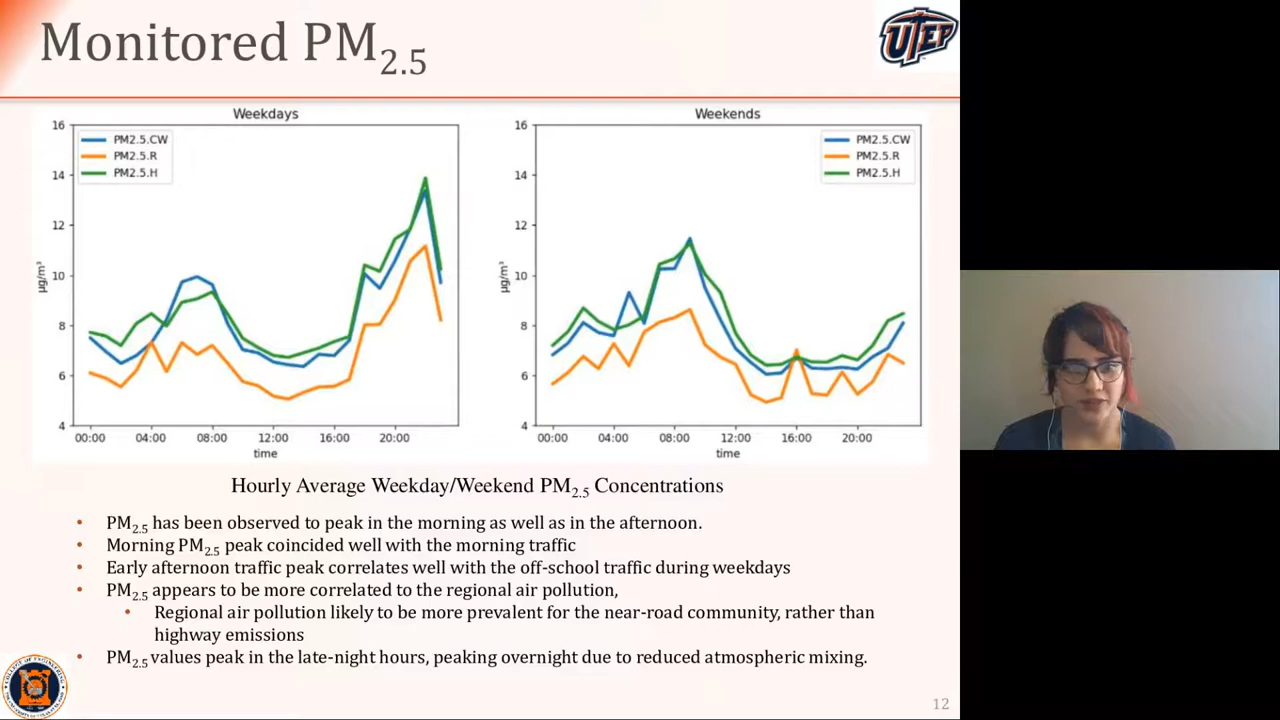 Monitored PM2.5
UTEP
Weekdays
16
14
12
10
8
6
4
µg/m³
PM2.5.CW
PM2.5.R
PM2.5.H
00:00 04:00 08:00 12:00 16:00 20:00
time
Weekends
16
14
12
10
8
6
4
µg/m³
PM2.5.CW
PM2.5.R
PM2.5.H
00:00 04:00 08:00 12:00 16:00 20:00
time
Hourly Average Weekday/Weekend PM2.5 Concentrations
• PM2.5 has been observed to peak in the morning as well as in the afternoon.
• Morning PM2.5 peak coincided well with the morning traffic
• Early afternoon traffic peak correlates well with the off-school traffic during weekdays
• PM2.5 appears to be more correlated to the regional air pollution,
• Regional air pollution likely to be more prevalent for the near-road community, rather than
highway emissions
• PM2.5 values peak in the late-night hours, peaking overnight due to reduced atmospheric mixing.
COLLEGE OF ENGINEERING
12